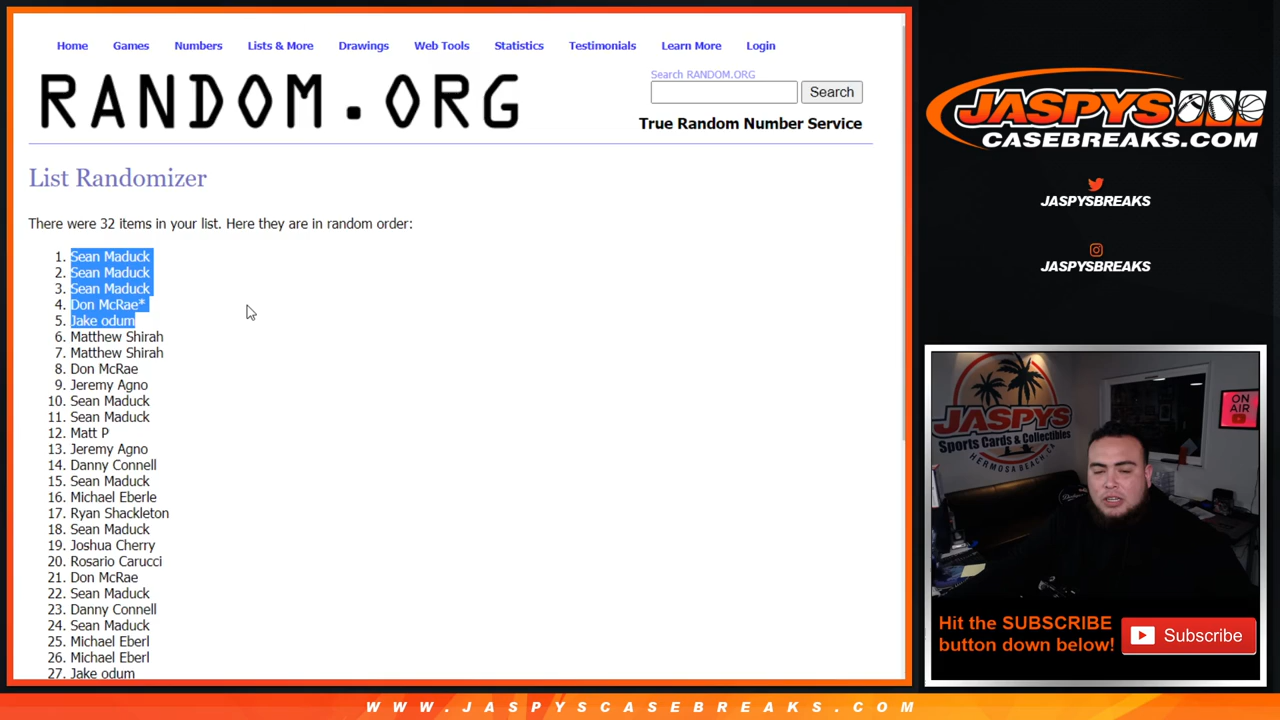 Home Games Numbers Lists & More Drawings Web Tools Statistics Testimonials Learn More Login
RANDOM.ORG
Search RANDOM.ORG
Search
True Random Number Service
List Randomizer
There were 32 items in your list. Here they are in random order:
1. Sean Maduck
2. Sean Maduck
3. Sean Maduck
4. Don McRae*
5. Jake odum
6. Matthew Shirah
7. Matthew Shirah
8. Don McRae
9. Jeremy Agno
10. Sean Maduck
11. Sean Maduck
12. Matt P
13. Jeremy Agno
14. Danny Connell
15. Sean Maduck
16. Michael Eberle
17. Ryan Shackleton
18. Sean Maduck
19. Joshua Cherry
20. Rosario Carucci
21. Don McRae
22. Sean Maduck
23. Danny Connell
24. Sean Maduck
25. Michael Eberl
26. Michael Eberl
27. Jake odum
JASPYS
CASEBREAKS.COM
JASPYSBREAKS
JASPYSBREAKS
JASPYS
Sports Cards & Collectibles
HERMOSA BEACH, CA
ON
AIR
Hit the SUBSCRIBE
button down below!
Subscribe
WWW.JASPYSCASEBREAKS.COM